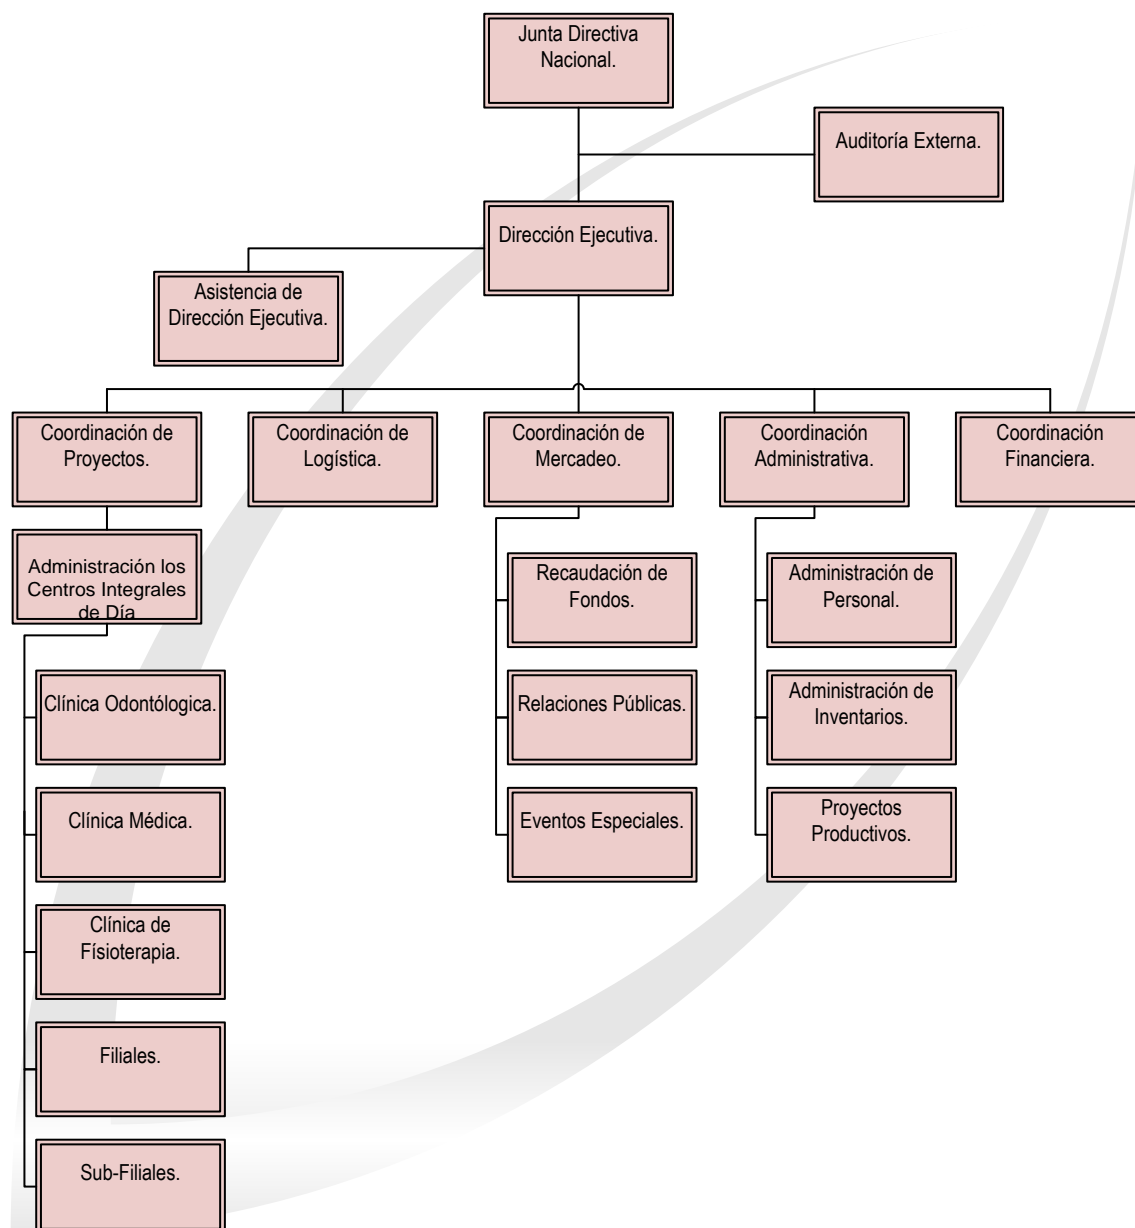 Junta Directiva
Nacional.
Auditoría Externa.
Dirección Ejecutiva.
Asistencia de
Dirección Ejecutiva.
Coordinación de
Proyectos.
Coordinación de
Logística.
Coordinación de
Mercadeo.
Coordinación
Administrativa.
Coordinación
Financiera.
Administración los
Centros Integrales
de Día
Recaudación de
Fondos.
Administración de
Personal.
Clínica Odontólogica.
Relaciones Públicas.
Administración de
Inventarios.
Clínica Médica.
Eventos Especiales.
Proyectos
Productivos.
Clínica de
Físioterapia.
Filiales.
Sub-Filiales.